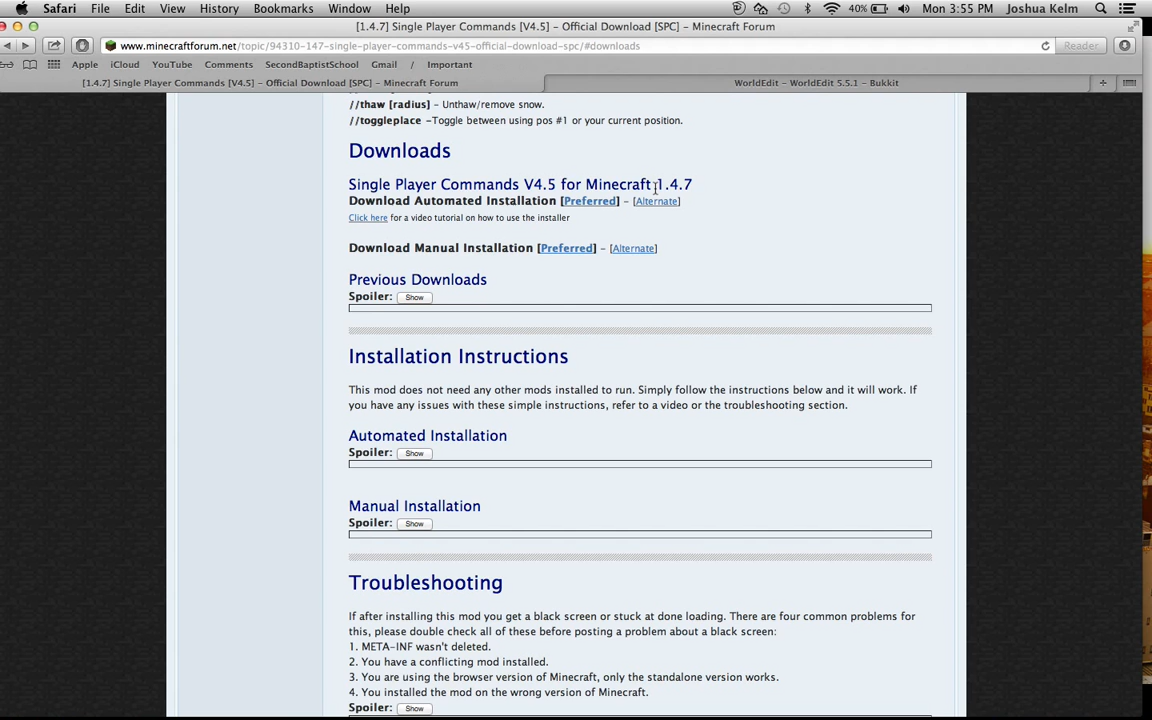 Safari File Edit View History Bookmarks Window Help 40% Mon 3:55 PM Joshua Kelm
[1.4.7] Single Player Commands [V4.5] – Official Download [SPC] – Minecraft Forum
www.minecraftforum.net/topic/94310-147-single-player-commands-v45-official-download-spc/#downloads Reader
Apple iCloud YouTube Comments SecondBaptistSchool Gmail / Important
[1.4.7] Single Player Commands [V4.5] – Official Download [SPC] – Minecraft Forum WorldEdit – WorldEdit 5.5.1 – Bukkit +
//thaw [radius] – Unthaw/remove snow.
//toggleplace –Toggle between using pos #1 or your current position.
Downloads
Single Player Commands V4.5 for Minecraft 1.4.7
Download Automated Installation [Preferred] – [Alternate]
Click here for a video tutorial on how to use the installer
Download Manual Installation [Preferred] – [Alternate]
Previous Downloads
Spoiler: Show
Installation Instructions
This mod does not need any other mods installed to run. Simply follow the instructions below and it will work. If
you have any issues with these simple instructions, refer to a video or the troubleshooting section.
Automated Installation
Spoiler: Show
Manual Installation
Spoiler: Show
Troubleshooting
If after installing this mod you get a black screen or stuck at done loading. There are four common problems for
this, please double check all of these before posting a problem about a black screen:
1. META-INF wasn't deleted.
2. You have a conflicting mod installed.
3. You are using the browser version of Minecraft, only the standalone version works.
4. You installed the mod on the wrong version of Minecraft.
Spoiler: Show